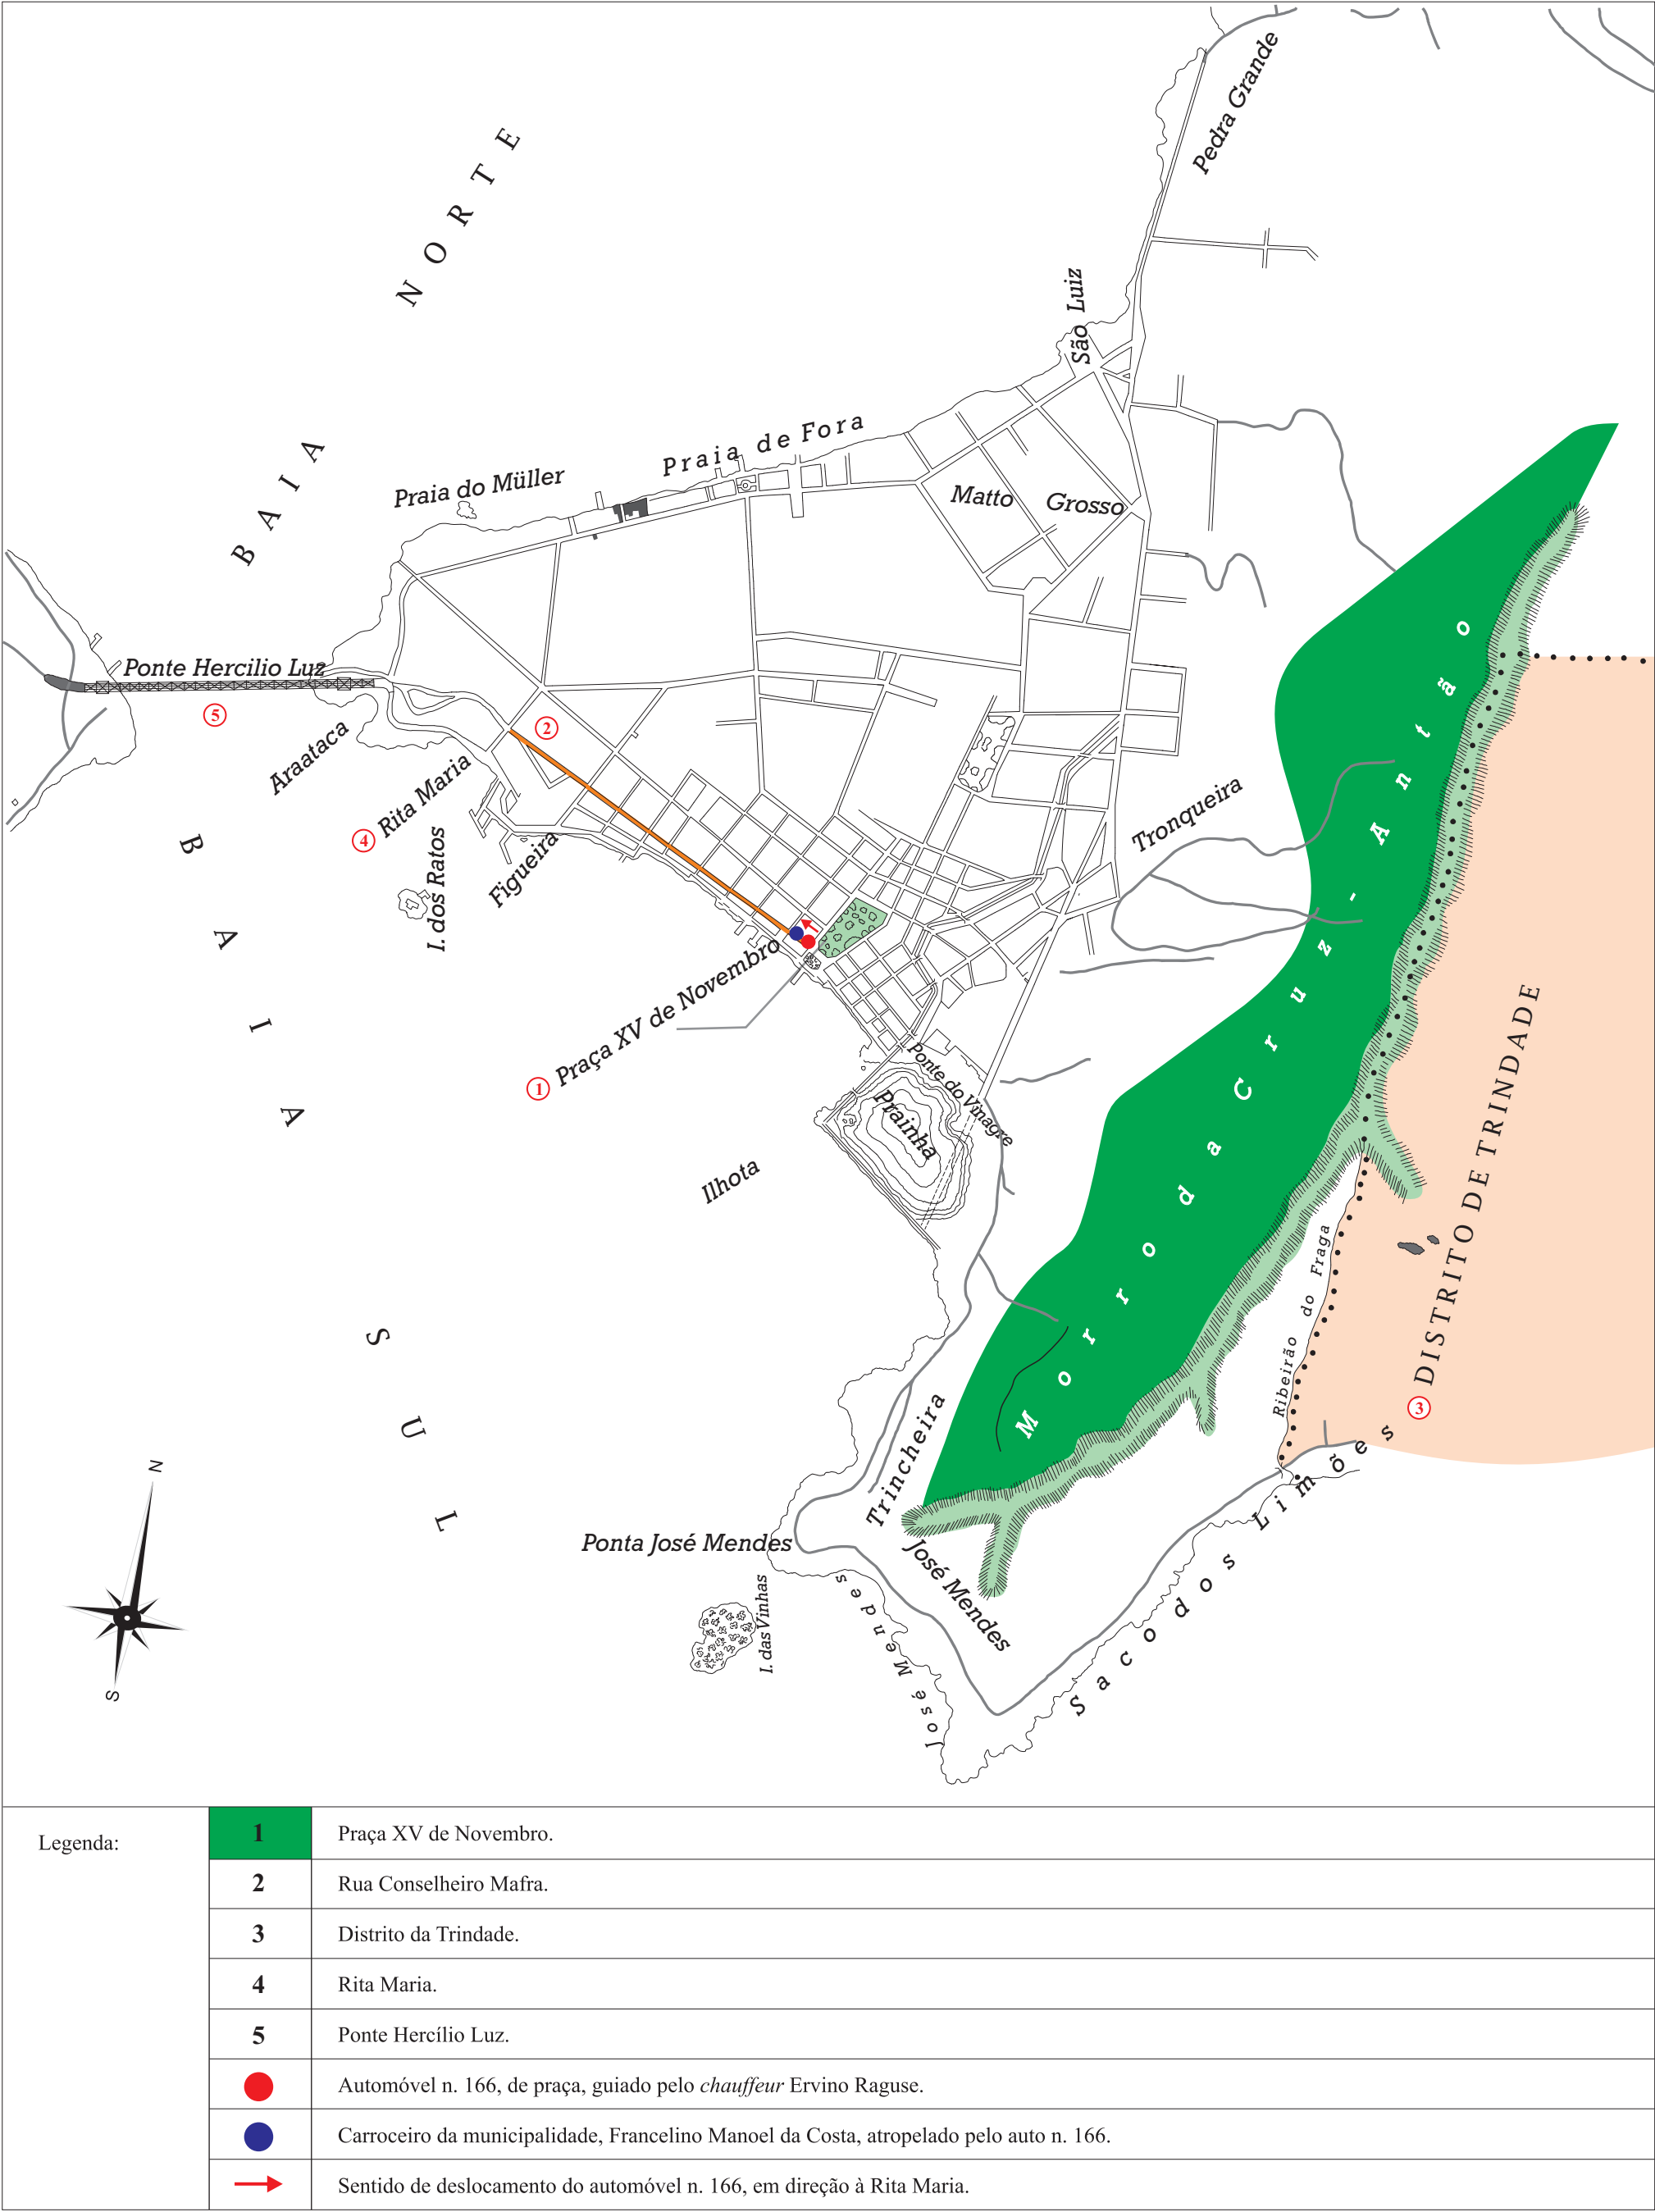 Pedra Grande
BAIA NORTE
São Luiz
Praia de Fora
Praia do Müller
Matto Grosso
Ponte Hercilio Luz
5
2
Araataca
4 Rita Maria
I. dos Ratos
Figueira
Tronqueira
Morro da Cruz - Antão
1 Praça XV de Novembro
Ponte do Vinagre
Prainha
Ilhota
BAIA SUL
DISTRITO DE TRINDADE
3
Ribeirão do Fraga
Trincheira
Ponta José Mendes
José Mendes
I. das Vinhas
José Mendes
Saco dos Limões
N
S
Legenda:
1 Praça XV de Novembro.
2 Rua Conselheiro Mafra.
3 Distrito da Trindade.
4 Rita Maria.
5 Ponte Hercílio Luz.
Automóvel n. 166, de praça, guiado pelo chauffeur Ervino Raguse.
Carroceiro da municipalidade, Francelino Manoel da Costa, atropelado pelo auto n. 166.
Sentido de deslocamento do automóvel n. 166, em direção à Rita Maria.